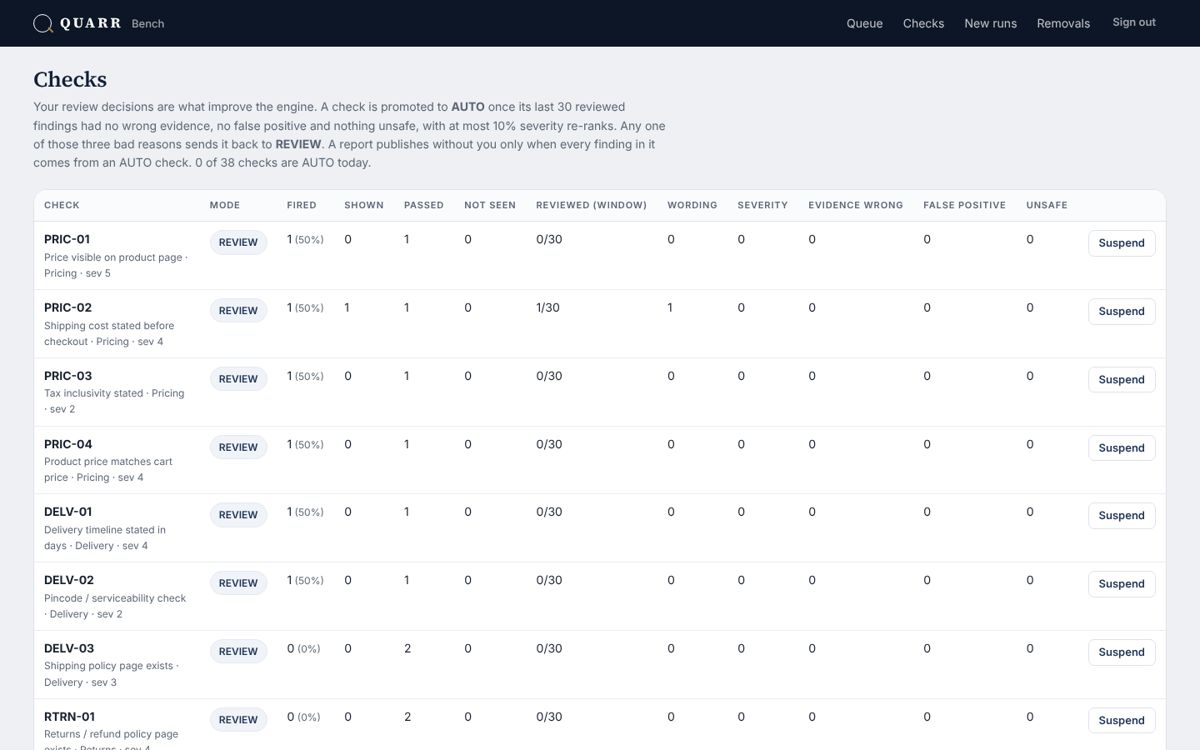 QUARR Bench Queue Checks New runs Removals Sign out
Checks
Your review decisions are what improve the engine. A check is promoted to AUTO once its last 30 reviewed
findings had no wrong evidence, no false positive and nothing unsafe, with at most 10% severity re-ranks. Any one
of those three bad reasons sends it back to REVIEW. A report publishes without you only when every finding in it
comes from an AUTO check. 0 of 38 checks are AUTO today.
CHECK MODE FIRED SHOWN PASSED NOT SEEN REVIEWED (WINDOW) WORDING SEVERITY EVIDENCE WRONG FALSE POSITIVE UNSAFE
PRIC-01 REVIEW 1 (50%) 0 1 0 0/30 0 0 0 0 0 Suspend
Price visible on product page ·
Pricing · sev 5
PRIC-02 REVIEW 1 (50%) 1 1 0 1/30 1 0 0 0 0 Suspend
Shipping cost stated before
checkout · Pricing · sev 4
PRIC-03 REVIEW 1 (50%) 0 1 0 0/30 0 0 0 0 0 Suspend
Tax inclusivity stated · Pricing
· sev 2
PRIC-04 REVIEW 1 (50%) 0 1 0 0/30 0 0 0 0 0 Suspend
Product price matches cart
price · Pricing · sev 4
DELV-01 REVIEW 1 (50%) 0 1 0 0/30 0 0 0 0 0 Suspend
Delivery timeline stated in
days · Delivery · sev 4
DELV-02 REVIEW 1 (50%) 0 1 0 0/30 0 0 0 0 0 Suspend
Pincode / serviceability check
· Delivery · sev 2
DELV-03 REVIEW 0 (0%) 0 2 0 0/30 0 0 0 0 0 Suspend
Shipping policy page exists ·
Delivery · sev 3
RTRN-01 REVIEW 0 (0%) 0 2 0 0/30 0 0 0 0 0 Suspend
Returns / refund policy page
exists · Returns · sev 4